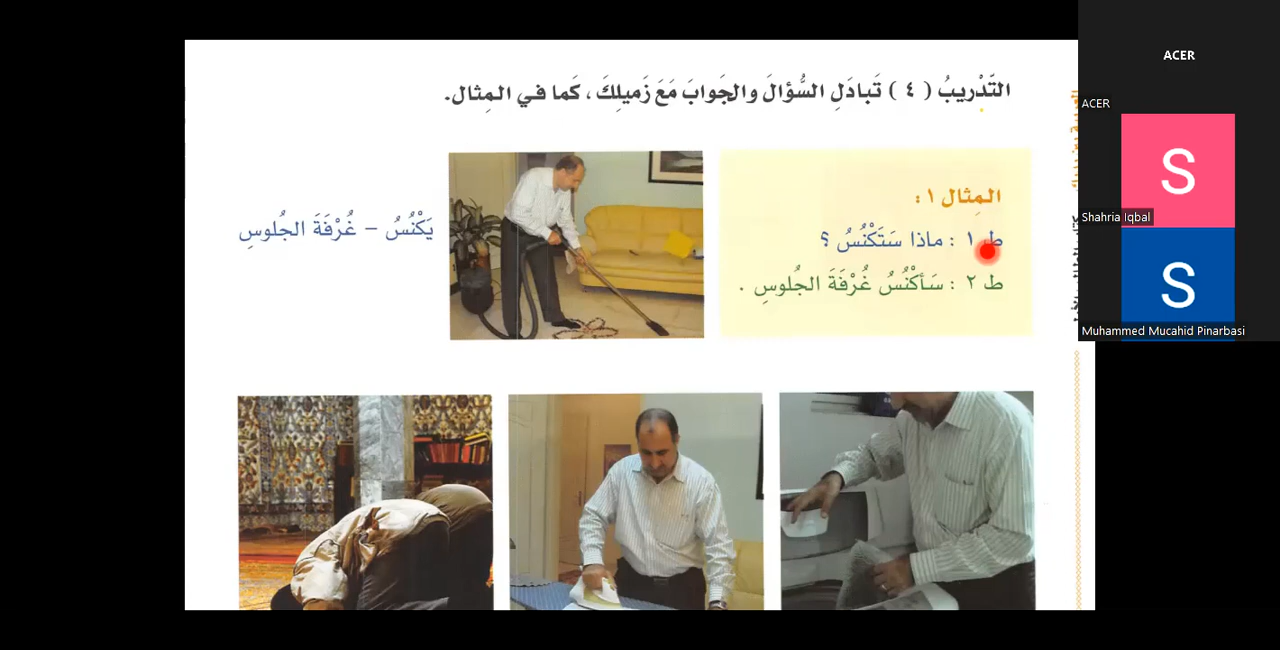 التَّدْريبُ ( ٤ ) تَبادَلِ السُّؤالَ والجَوابَ مَعَ زَميلِكَ ، كَما في المِثال.
المِثال ١ :
ط ١ : ماذا سَتَكْنُسُ ؟
ط ٢ : سَأَكْنُسُ غُرْفَةَ الجُلوسِ .
يَكْنُسُ – غُرْفَةَ الجُلوسِ
ACER
ACER
S
Shahria Iqbal
S
Muhammed Mucahid Pinarbasi